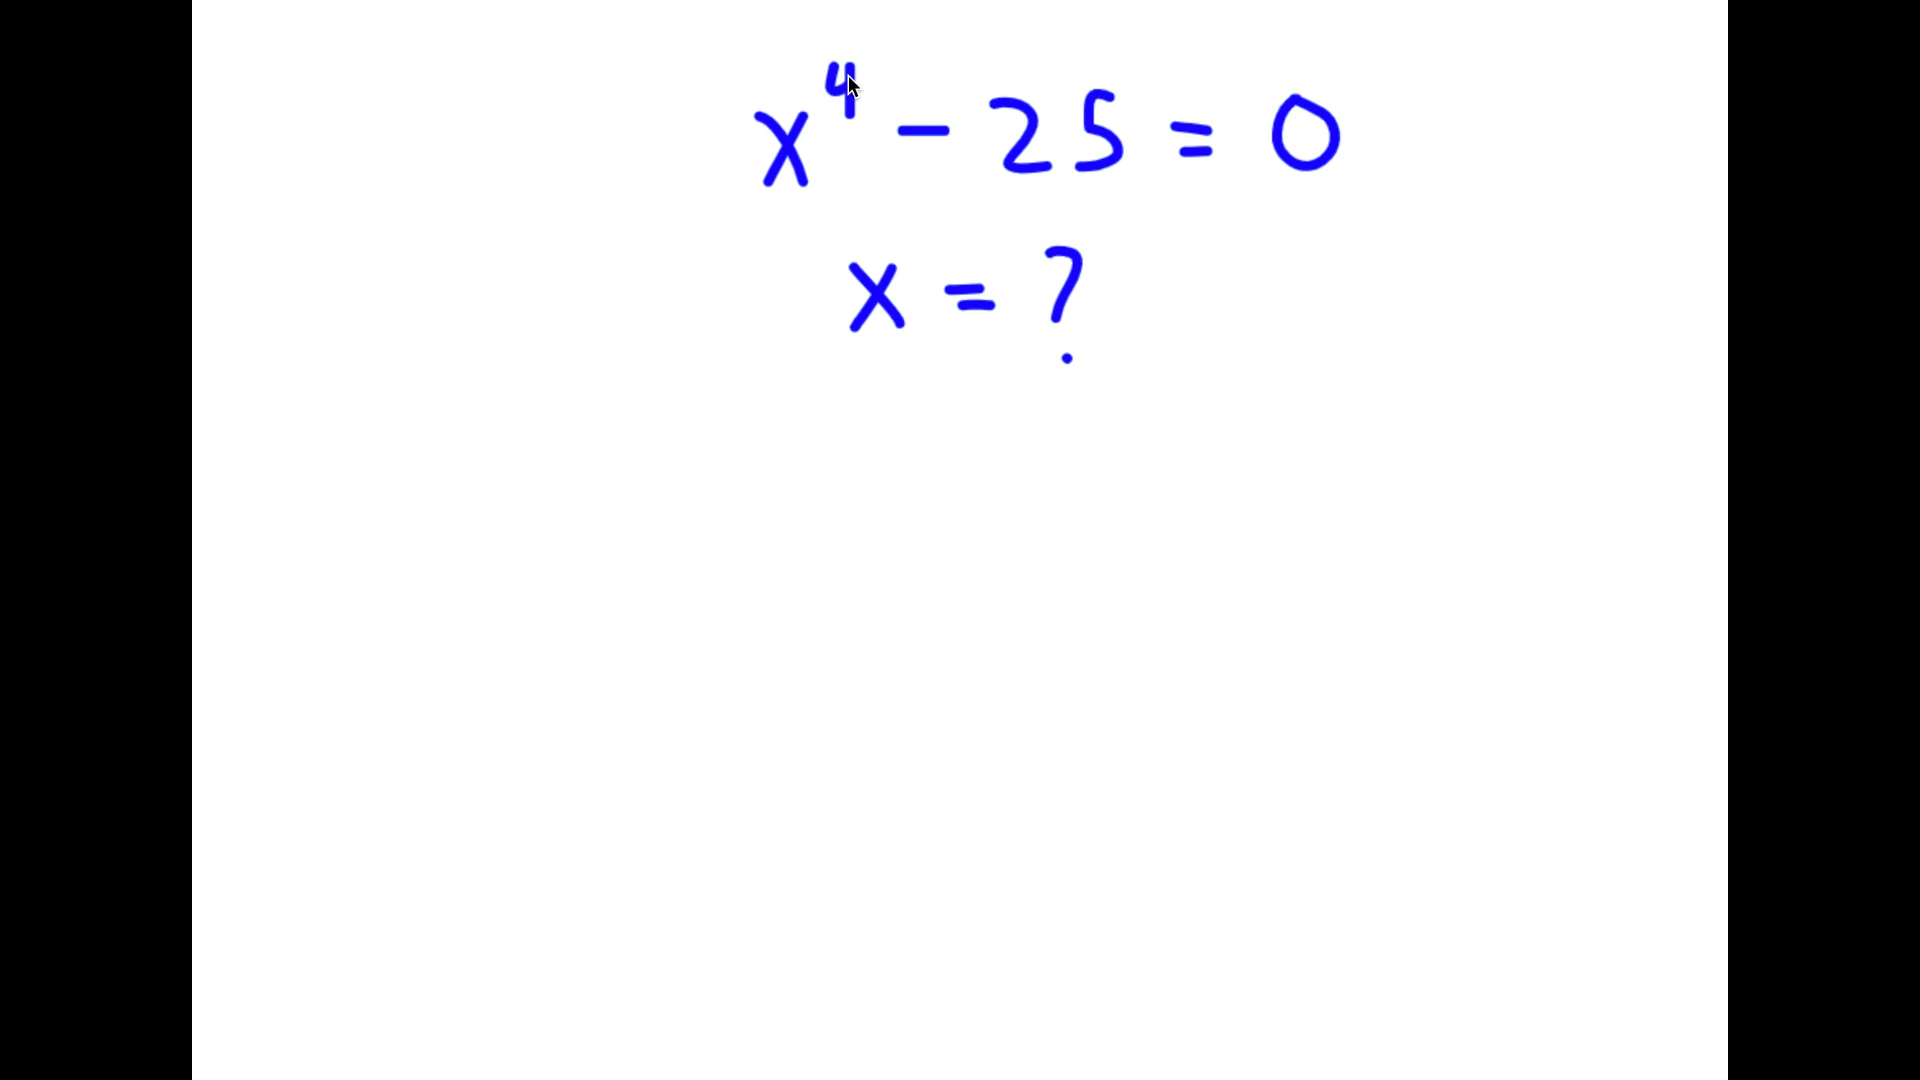 x⁴ - 25 = 0
x = ?